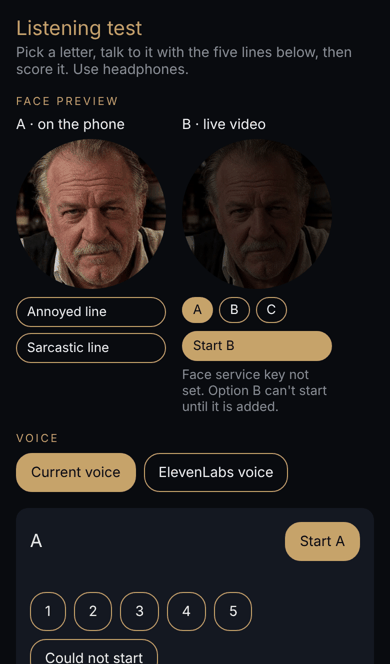 Listening test
Pick a letter, talk to it with the five lines below, then
score it. Use headphones.
FACE PREVIEW
A · on the phone
B · live video
Annoyed line
Sarcastic line
A B C
Start B
Face service key not
set. Option B can't start
until it is added.
VOICE
Current voice
ElevenLabs voice
A
Start A
1 2 3 4 5
Could not start